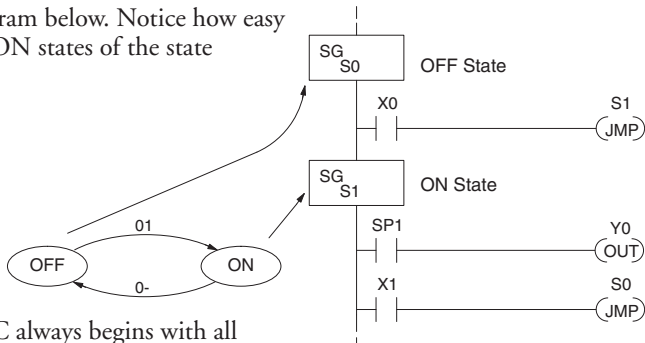 ram below. Notice how easy
ON states of the state
SG
S0
OFF State
X0
S1
JMP
SG
S1
ON State
SP1
Y0
OUT
X1
S0
JMP
01
OFF
ON
0-
C always begins with all